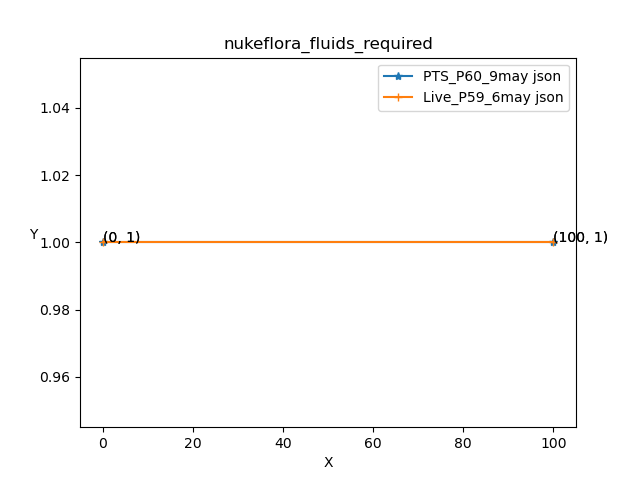 nukeflora_fluids_required
PTS_P60_9may json
Live_P59_6may json
1.04
1.02
Y
1.00
(0, 1)
(100, 1)
0.98
0.96
0
20
40
60
80
100
X